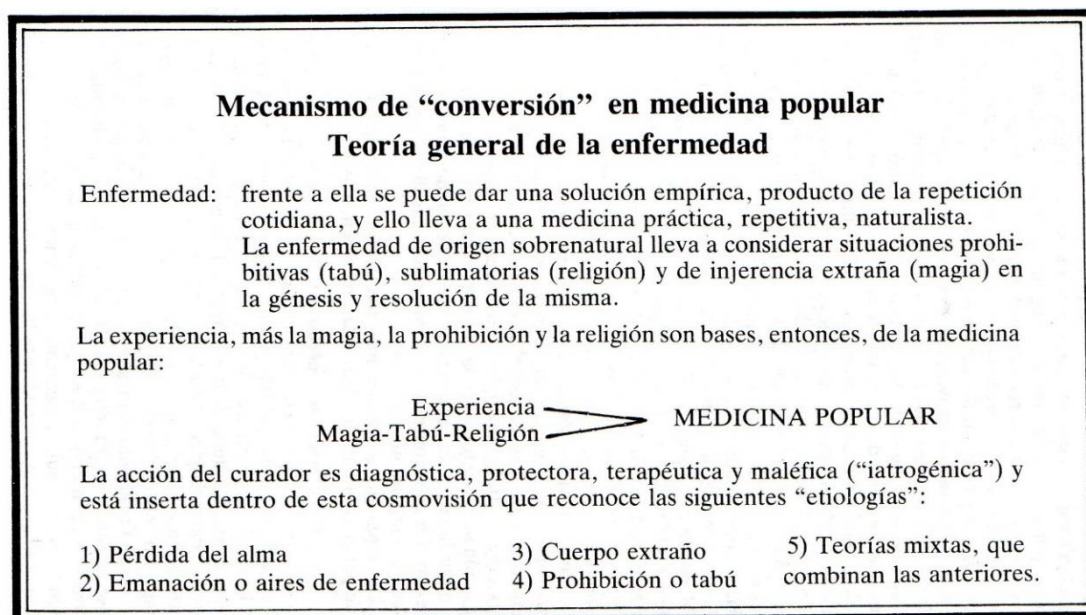 Mecanismo de “conversión” en medicina popular
Teoría general de la enfermedad
Enfermedad: frente a ella se puede dar una solución empírica, producto de la repetición
cotidiana, y ello lleva a una medicina práctica, repetitiva, naturalista.
La enfermedad de origen sobrenatural lleva a considerar situaciones prohi-
bitivas (tabú), sublimatorias (religión) y de injerencia extraña (magia) en
la génesis y resolución de la misma.
La experiencia, más la magia, la prohibición y la religión son bases, entonces, de la medicina
popular:
Experiencia
Magia-Tabú-Religión
MEDICINA POPULAR
La acción del curador es diagnóstica, protectora, terapéutica y maléfica (“iatrogénica”) y
está inserta dentro de esta cosmovisión que reconoce las siguientes “etiologías”:
1) Pérdida del alma
2) Emanación o aires de enfermedad
3) Cuerpo extraño
4) Prohibición o tabú
5) Teorías mixtas, que
combinan las anteriores.